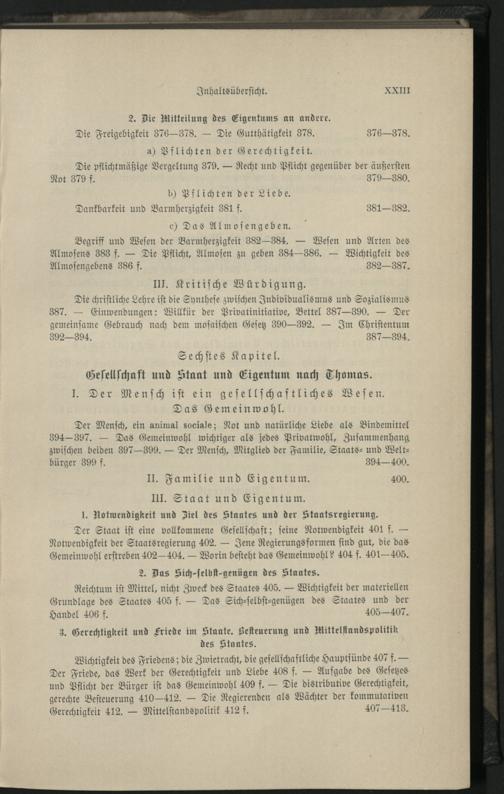 Inhaltsübersicht. XXIII
2. Die Mitteilung des Eigentums an andere.
Die Freigebigkeit 376—378. — Die Gutthätigkeit 378. 376—378.
a) Pflichten der Gerechtigkeit.
Die pflichtmäßige Vergeltung 379. — Recht und Pflicht gegenüber der äußersten
Not 379 f. 379—380.
b) Pflichten der Liebe.
Dankbarkeit und Barmherzigkeit 381 f. 381—382.
c) Das Almosengeben.
Begriff und Wesen der Barmherzigkeit 382—384. — Wesen und Arten des
Almosens 383 f. — Die Pflicht, Almosen zu geben 384—386. — Wichtigkeit des
Almosengebens 386 f. 382—387.
III. Kritische Würdigung.
Die christliche Lehre ist die Synthese zwischen Individualismus und Sozialismus
387. — Einwendungen: Willkür der Privatinitiative, Bettel 387—390. — Der
gemeinsame Gebrauch nach dem mosaischen Gesetz 390—392. — Im Christentum
392—394. 387—394.
Sechstes Kapitel.
Gesellschaft und Staat und Eigentum nach Thomas.
I. Der Mensch ist ein gesellschaftliches Wesen.
Das Gemeinwohl.
Der Mensch, ein animal sociale; Not und natürliche Liebe als Bindemittel
394—397. — Das Gemeinwohl wichtiger als jedes Privatwohl, Zusammenhang
zwischen beiden 397—399. — Der Mensch, Mitglied der Familie, Staats- und Welt-
bürger 399 f. 394—400.
II. Familie und Eigentum. 400.
III. Staat und Eigentum.
1. Notwendigkeit und Ziel des Staates und der Staatsregierung.
Der Staat ist eine vollkommene Gesellschaft; seine Notwendigkeit 401 f. —
Notwendigkeit der Staatsregierung 402. — Jene Regierungsformen sind gut, die das
Gemeinwohl erstreben 402—404. — Worin besteht das Gemeinwohl? 404 f. 401—405.
2. Das Sich-selbst-genügen des Staates.
Reichtum ist Mittel, nicht Zweck des Staates 405. — Wichtigkeit der materiellen
Grundlage des Staates 405 f. — Das Sich-selbst-genügen des Staates und der
Handel 406 f. 405—407.
3. Gerechtigkeit und Friede im Staate. Besteuerung und Mittelstandspolitik
des Staates.
Wichtigkeit des Friedens; die Zwietracht, die gesellschaftliche Hauptsünde 407 f. —
Der Friede, das Werk der Gerechtigkeit und Liebe 408 f. — Aufgabe des Gesetzes
und Pflicht der Bürger ist das Gemeinwohl 409 f. — Die distributive Gerechtigkeit,
gerechte Besteuerung 410—412. — Die Regierenden als Wächter der kommutativen
Gerechtigkeit 412. — Mittelstandspolitik 412 f. 407—413.